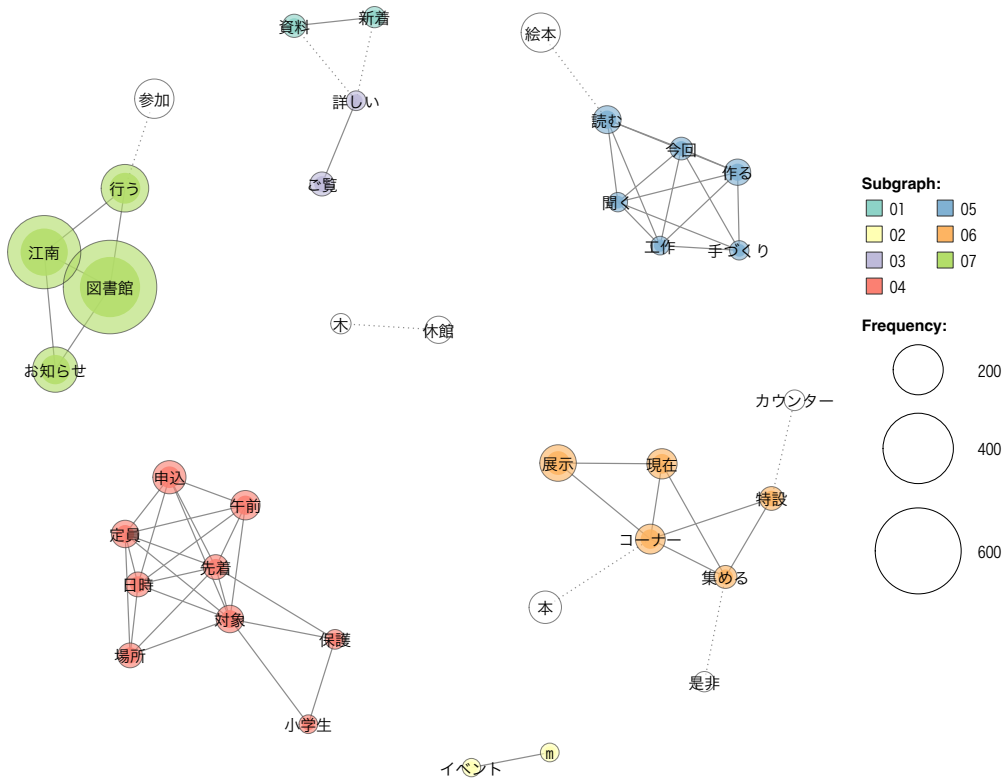 資料
新着
絵本
参加
詳しい
読む
今回
作る
行う
ご覧
聞く
江南
工作
手づくり
図書館
木
休館
お知らせ
Subgraph:
01
05
02
06
03
07
04
Frequency:
200
400
600
カウンター
展示
現在
申込
特設
午前
定員
コーナー
先着
日時
集める
本
対象
保護
場所
是非
小学生
m
イベント